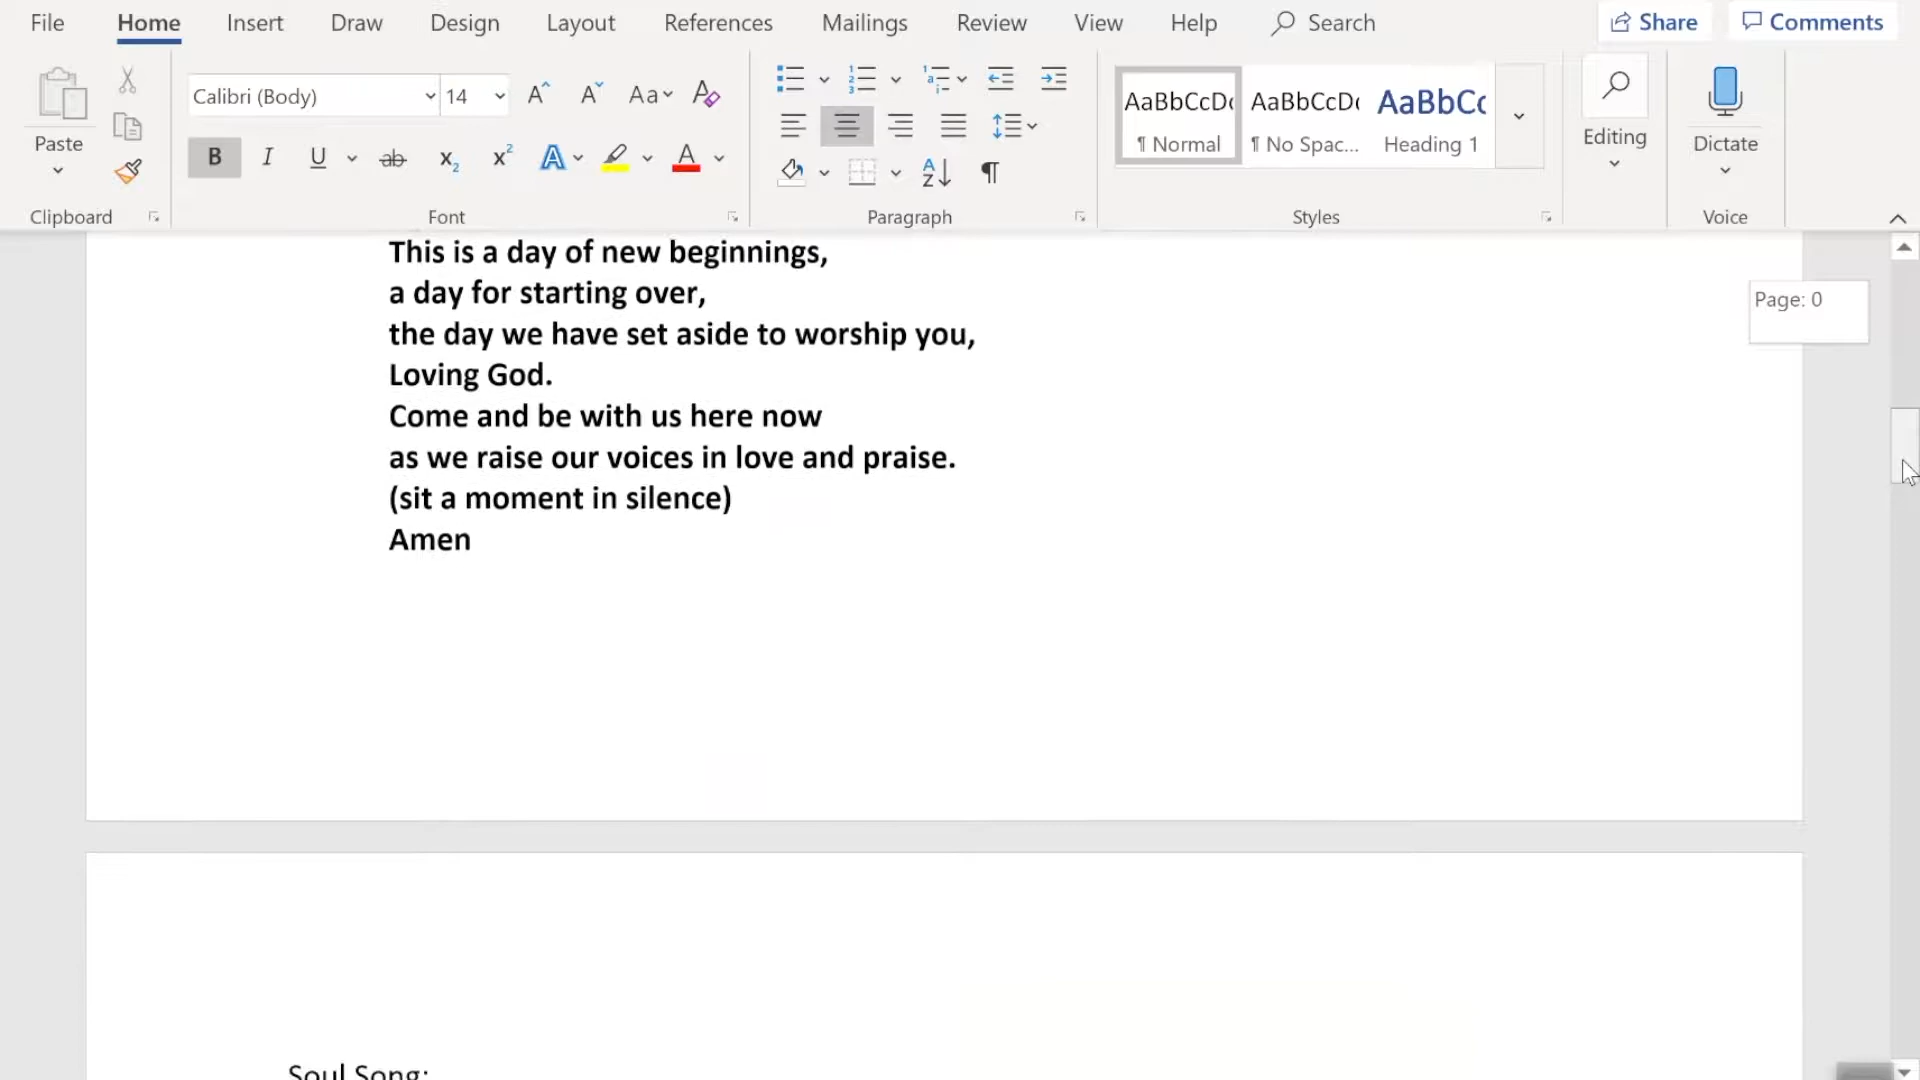 File Home Insert Draw Design Layout References Mailings Review View Help Search Share Comments
Calibri (Body) 14 Aa
Paste
B I U ab x2 x2 A A
AaBbCcDc AaBbCcDc AaBbCc
¶ Normal ¶ No Spac... Heading 1
Editing
Dictate
Clipboard Font Paragraph Styles Voice
This is a day of new beginnings,
a day for starting over,
the day we have set aside to worship you,
Loving God.
Come and be with us here now
as we raise our voices in love and praise.
(sit a moment in silence)
Amen
Page: 0
Soul Song: